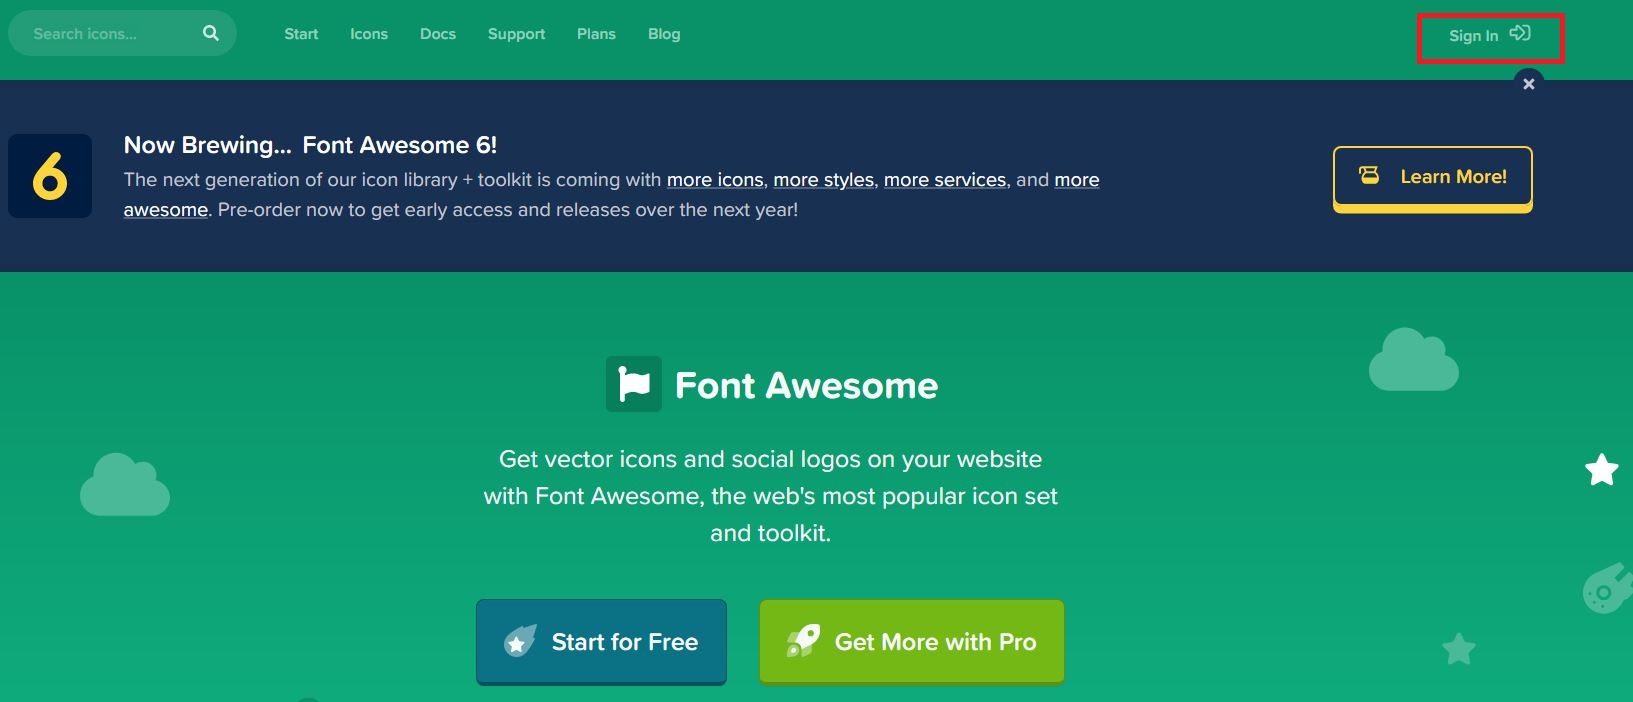 Search icons...
Start
Icons
Docs
Support
Plans
Blog
Sign In
6
Now Brewing... Font Awesome 6!
The next generation of our icon library + toolkit is coming with more icons, more styles, more services, and more
awesome. Pre-order now to get early access and releases over the next year!
Learn More!
Font Awesome
Get vector icons and social logos on your website
with Font Awesome, the web's most popular icon set
and toolkit.
Start for Free
Get More with Pro